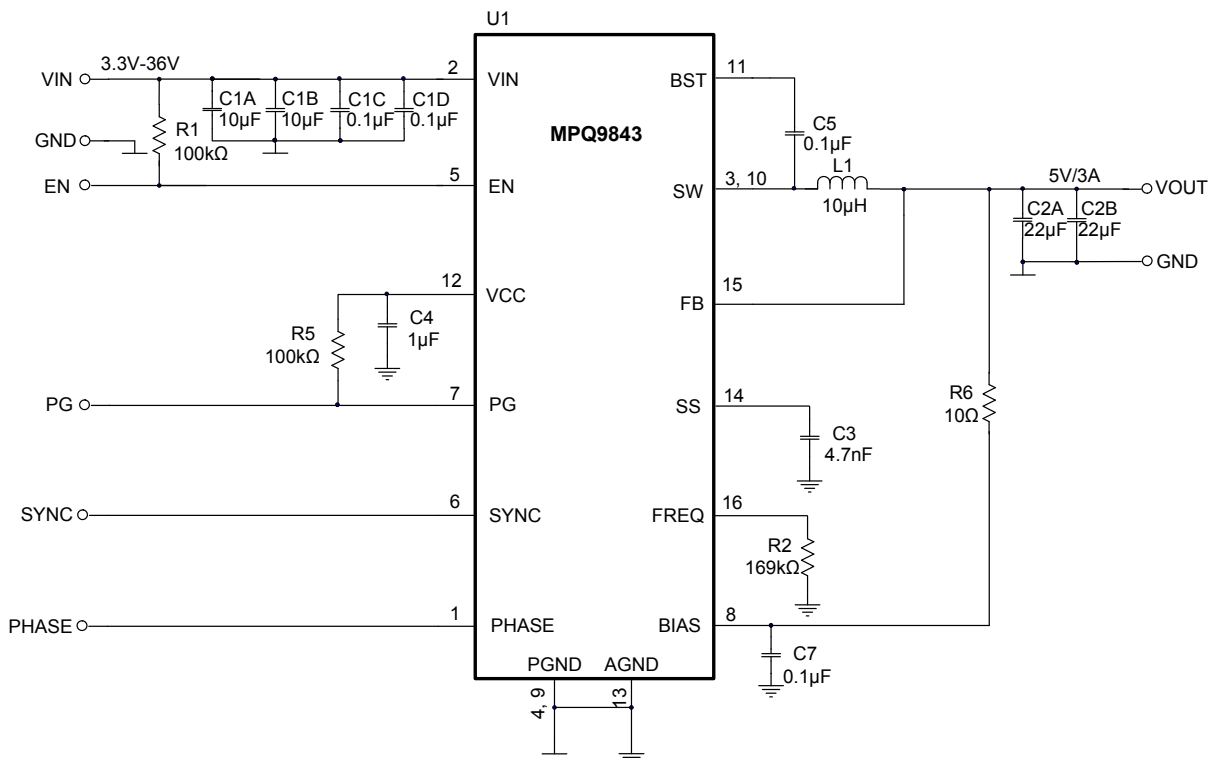 U1
3.3V-36V
VIN
GND
EN
R1
100kΩ
C1A
10μF
C1B
10μF
C1C
0.1μF
C1D
0.1μF
2
VIN
5
EN
12
VCC
C4
1μF
R5
100kΩ
PG
7
PG
SYNC
6
SYNC
PHASE
1
PHASE
MPQ9843
BST
11
C5
0.1μF
SW
3, 10
L1
10μH
5V/3A
VOUT
C2A
22μF
C2B
22μF
GND
FB
15
SS
14
C3
4.7nF
R6
10Ω
FREQ
16
R2
169kΩ
BIAS
8
C7
0.1μF
PGND
AGND
4, 9
13